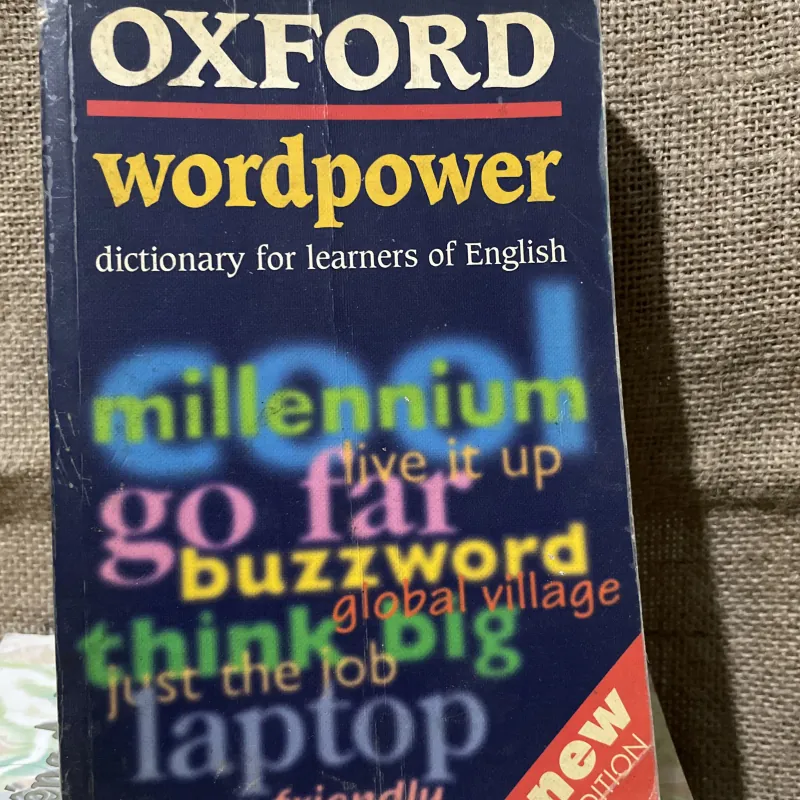 OXFORD
wordpower
dictionary for learners of English
cool
millennium
live it up
go far
buzzword
global village
think big
just the job
laptop
friendly
new
EDITION